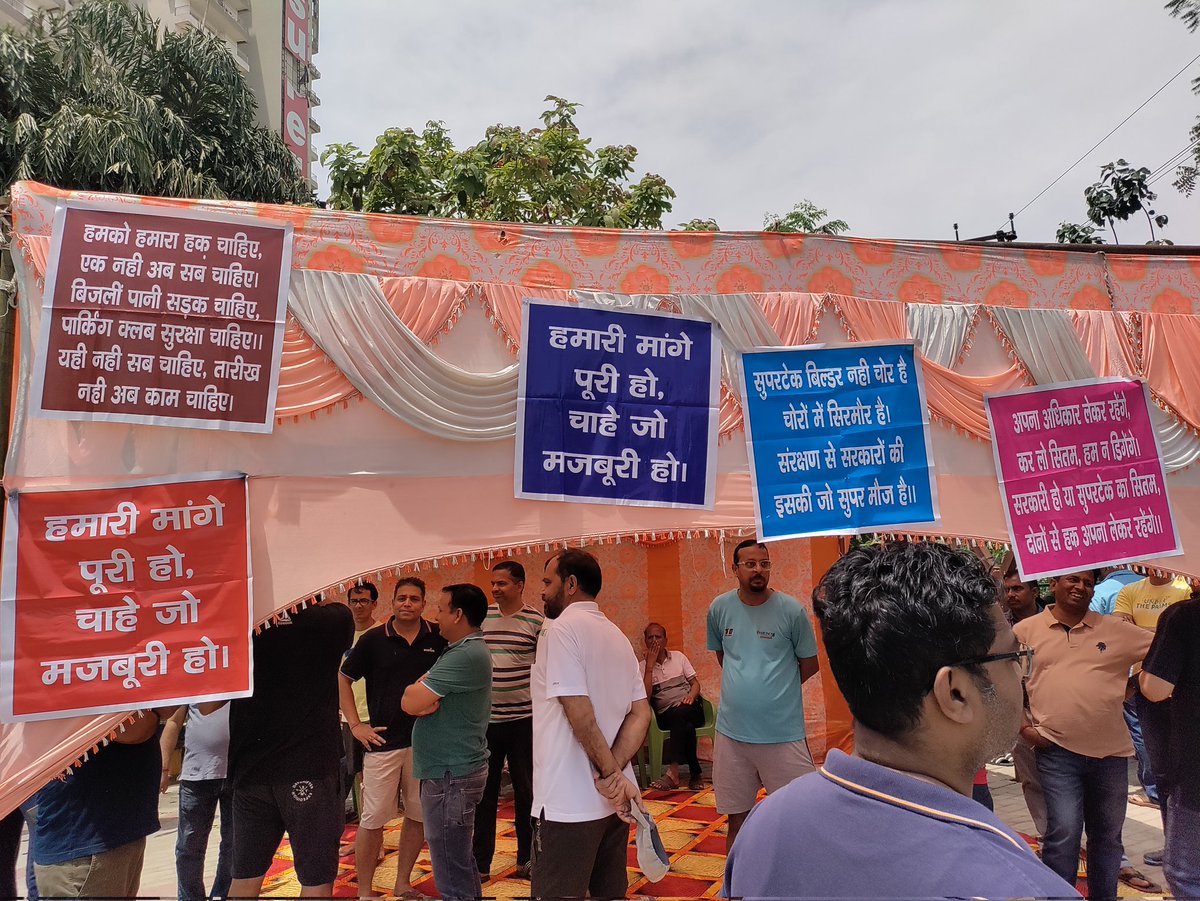 supe
हमको हमारा हक़ चाहिए,
एक नही अब सब चाहिए।
बिजलीं पानी सड़क चाहिए,
पार्किंग क्लब सुरक्षा चाहिए।।
यही नही सब चाहिए, तारीख
नही अब काम चाहिए।
हमारी मांगे
पूरी हो,
चाहे जो
मजबूरी हो।
सुपरटेक बिल्डर नही चोर है
चोरों में सिरमौर है।
संरक्षण से सरकारों की
इसकी जो सुपर मौज है।।
अपना अधिकार लेकर रहेंगे,
कर लो सितम, हम न डिगेंगे।
सरकारी हो या सुपरटेक का सितम,
दोनों से हक़ अपना लेकर रहेंगे।।
हमारी मांगे
पूरी हो,
चाहे जो
मजबूरी हो।